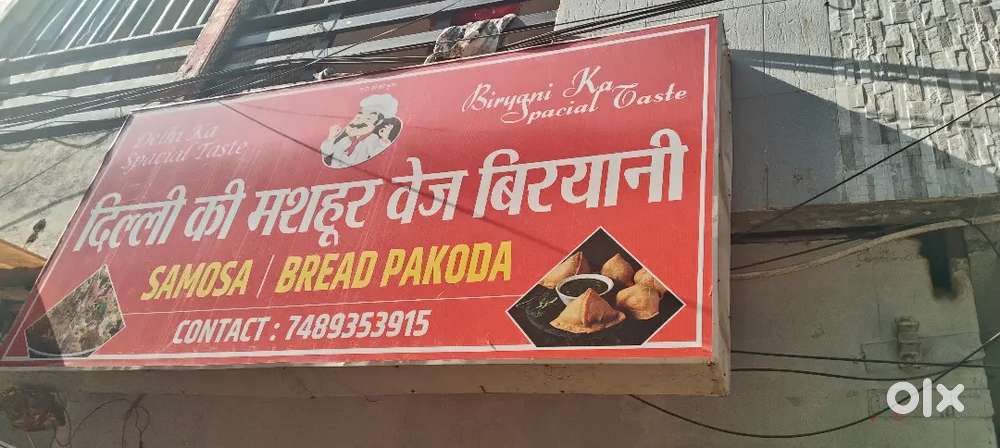 Delhi Ka
Spacial Taste
Biryani Ka
Spacial Taste
दिल्ली की मशहूर वेज बिरयानी
SAMOSA | BREAD PAKODA
CONTACT : 7489353915
olx